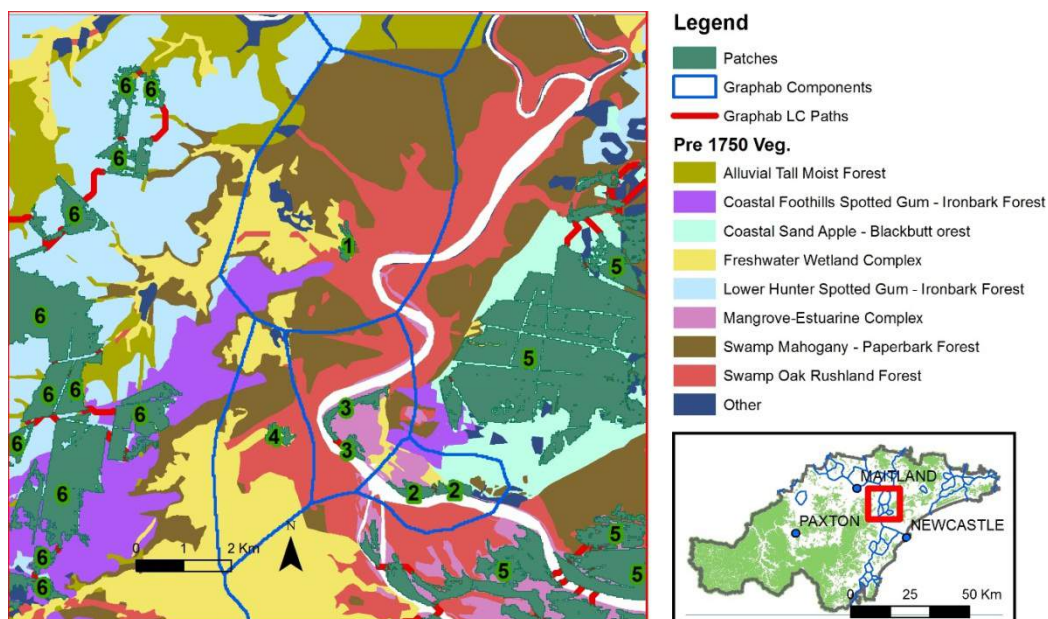 Legend
Patches
Graphab Components
Graphab LC Paths
Pre 1750 Veg.
Alluvial Tall Moist Forest
Coastal Foothills Spotted Gum - Ironbark Forest
Coastal Sand Apple - Blackbutt orest
Freshwater Wetland Complex
Lower Hunter Spotted Gum - Ironbark Forest
Mangrove-Estuarine Complex
Swamp Mahogany - Paperbark Forest
Swamp Oak Rushland Forest
Other
6 6
6
6
1
5
6
5
6 6
6
3
4
3
6
2 2
6
5
6
5
5
6
6
N
0 1 2 Km
MAITLAND
PAXTON
NEWCASTLE
0 25 50 Km